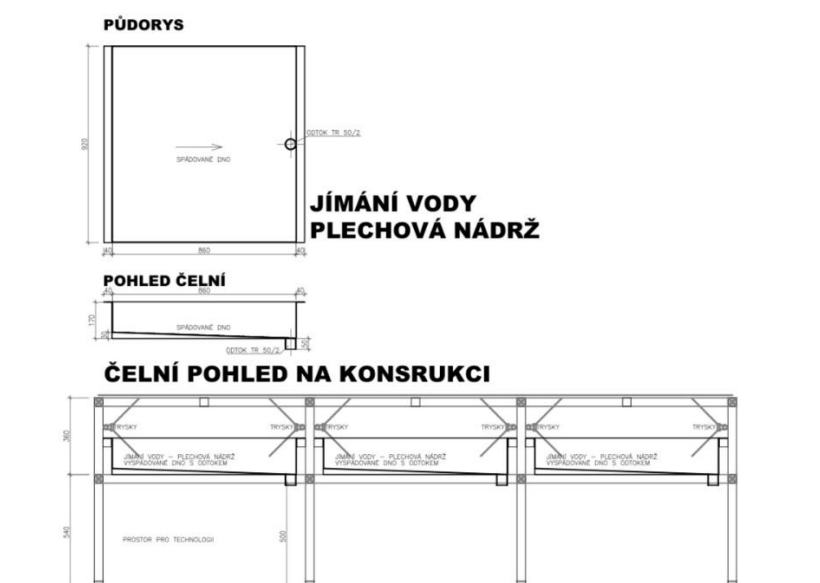 PŮDORYS
920
ODTOK TR 50/2
SPÁDOVANÉ DNO
JÍMÁNÍ VODY
PLECHOVÁ NÁDRŽ
40 860 40
POHLED ČELNÍ
40 860 40
170
30
SPÁDOVANÉ DNO
50
ODTOK TR 50/2
ČELNÍ POHLED NA KONSRUKCI
360
TRYSKY TRYSKY TRYSKY TRYSKY TRYSKY TRYSKY
JÍMÁNÍ VODY – PLECHOVÁ NÁDRŽ
VYSPÁDOVANÉ DNO S ODTOKEM
JÍMÁNÍ VODY – PLECHOVÁ NÁDRŽ
VYSPÁDOVANÉ DNO S ODTOKEM
JÍMÁNÍ VODY – PLECHOVÁ NÁDRŽ
VYSPÁDOVANÉ DNO S ODTOKEM
540
PROSTOR PRO TECHNOLOGII
500